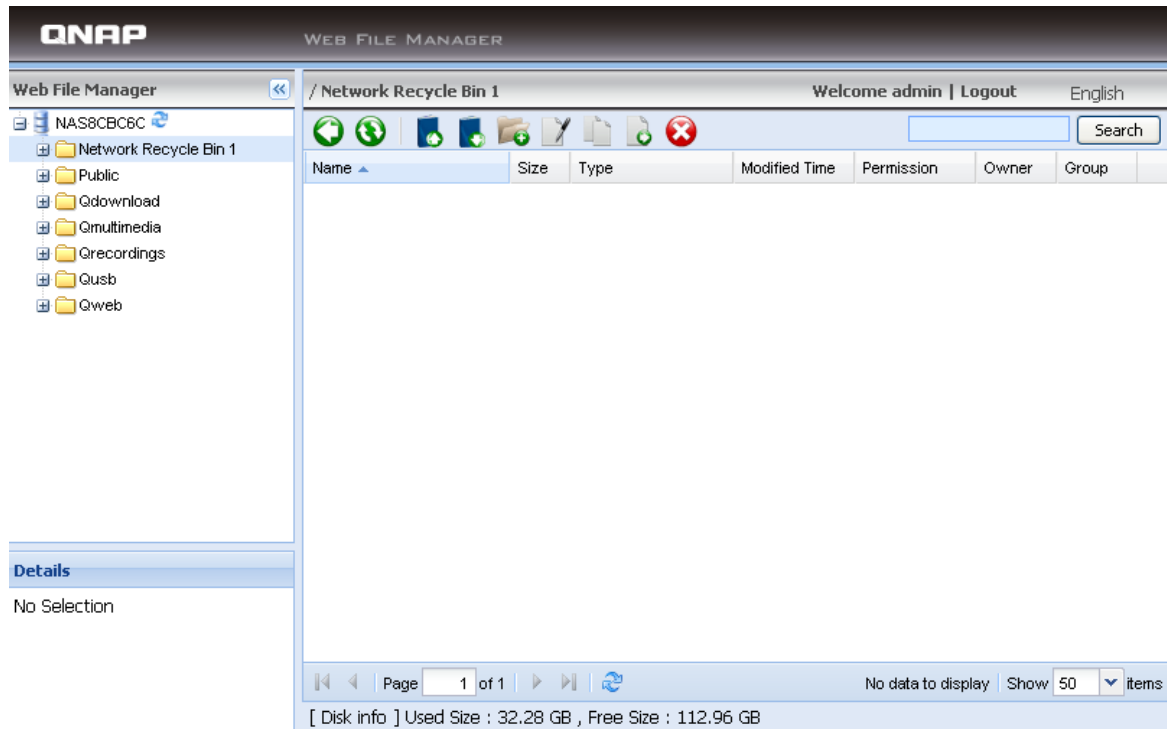 QNAP
WEB FILE MANAGER
Web File Manager
/ Network Recycle Bin 1
Welcome admin | Logout
English
NAS8CBC6C
Network Recycle Bin 1
Public
Qdownload
Qmultimedia
Qrecordings
Qusb
Qweb
Search
Name
Size
Type
Modified Time
Permission
Owner
Group
Details
No Selection
Page 1 of 1
No data to display
Show 50 items
[ Disk info ] Used Size : 32.28 GB , Free Size : 112.96 GB